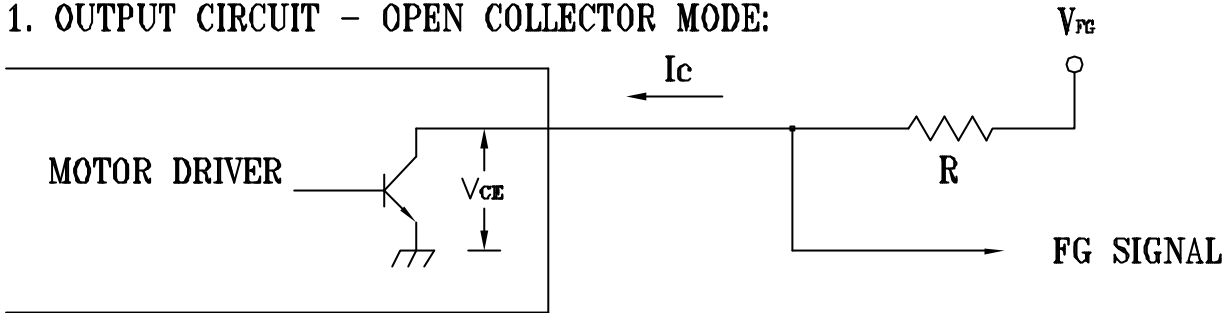 1. OUTPUT CIRCUIT - OPEN COLLECTOR MODE:
VFG
Ic
MOTOR DRIVER
VCE
R
FG SIGNAL